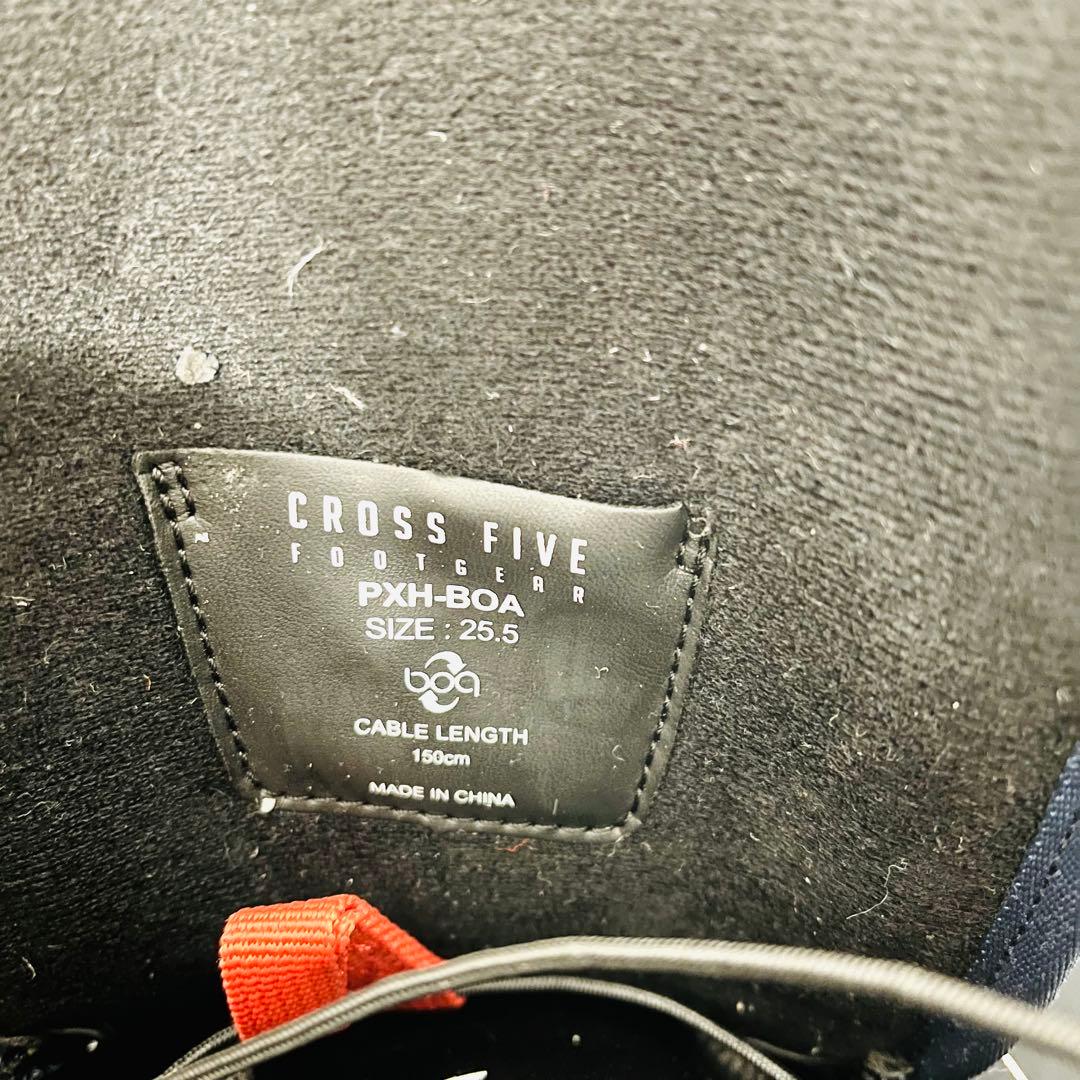 CROSS FIVE
FOOTGEAR
PXH-BOA
SIZE : 25.5
boa
CABLE LENGTH
150cm
MADE IN CHINA